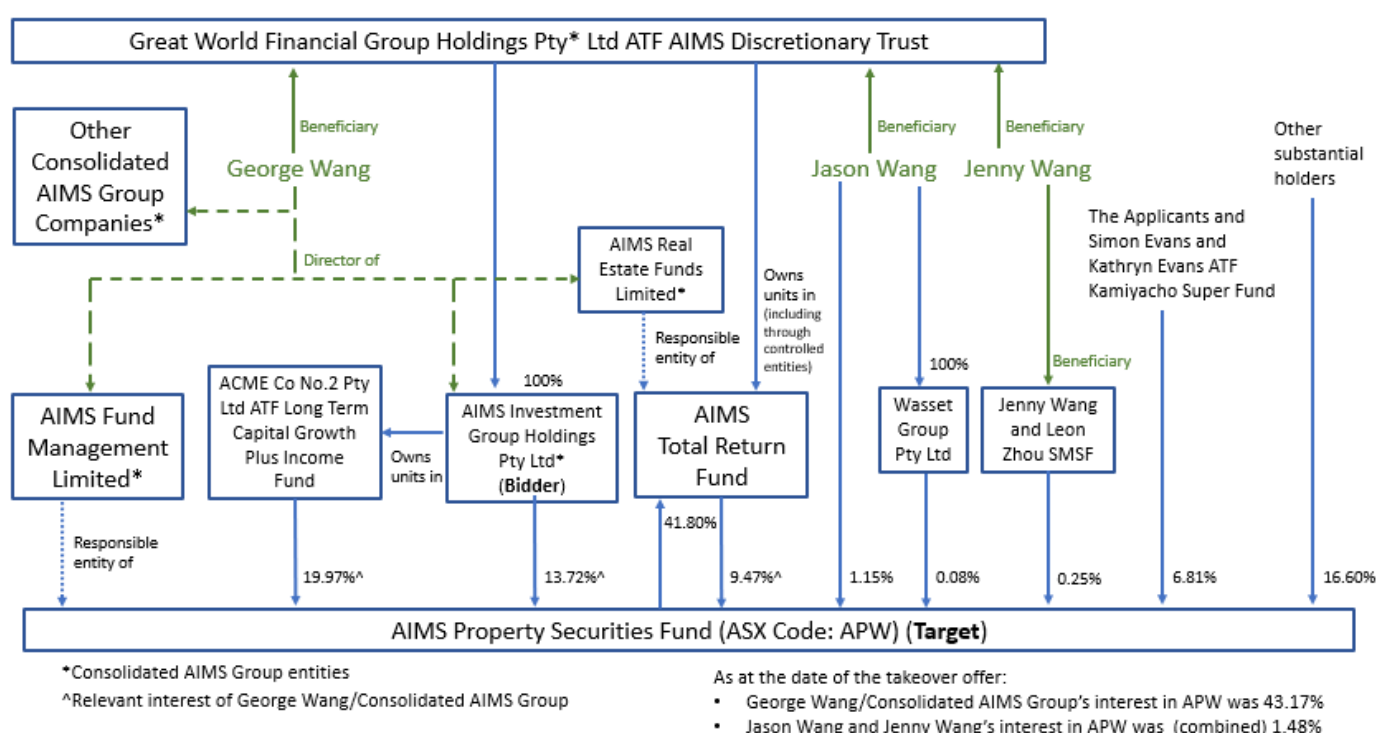 Great World Financial Group Holdings Pty* Ltd ATF AIMS Discretionary Trust
Other
Consolidated
AIMS Group
Companies*
Beneficiary
George Wang
Director of
Beneficiary
Jason Wang
Beneficiary
Jenny Wang
Other
substantial
holders
The Applicants and
Simon Evans and
Kathryn Evans ATF
Kamiyacho Super Fund
AIMS Real
Estate Funds
Limited*
Responsible
entity of
Owns
units in
(including
through
controlled
entities)
AIMS Fund
Management
Limited*
ACME Co No.2 Pty
Ltd ATF Long Term
Capital Growth
Plus Income
Fund
Owns
units in
100%
AIMS Investment
Group Holdings
Pty Ltd*
(Bidder)
AIMS
Total Return
Fund
100%
Wasset
Group
Pty Ltd
Beneficiary
Jenny Wang
and Leon
Zhou SMSF
Responsible
entity of
19.97%^
13.72%^
41.80%
9.47%^
1.15%
0.08%
0.25%
6.81%
16.60%
AIMS Property Securities Fund (ASX Code: APW) (Target)
*Consolidated AIMS Group entities
^Relevant interest of George Wang/Consolidated AIMS Group
As at the date of the takeover offer:
• George Wang/Consolidated AIMS Group's interest in APW was 43.17%
• Jason Wang and Jenny Wang's interest in APW was (combined) 1.48%